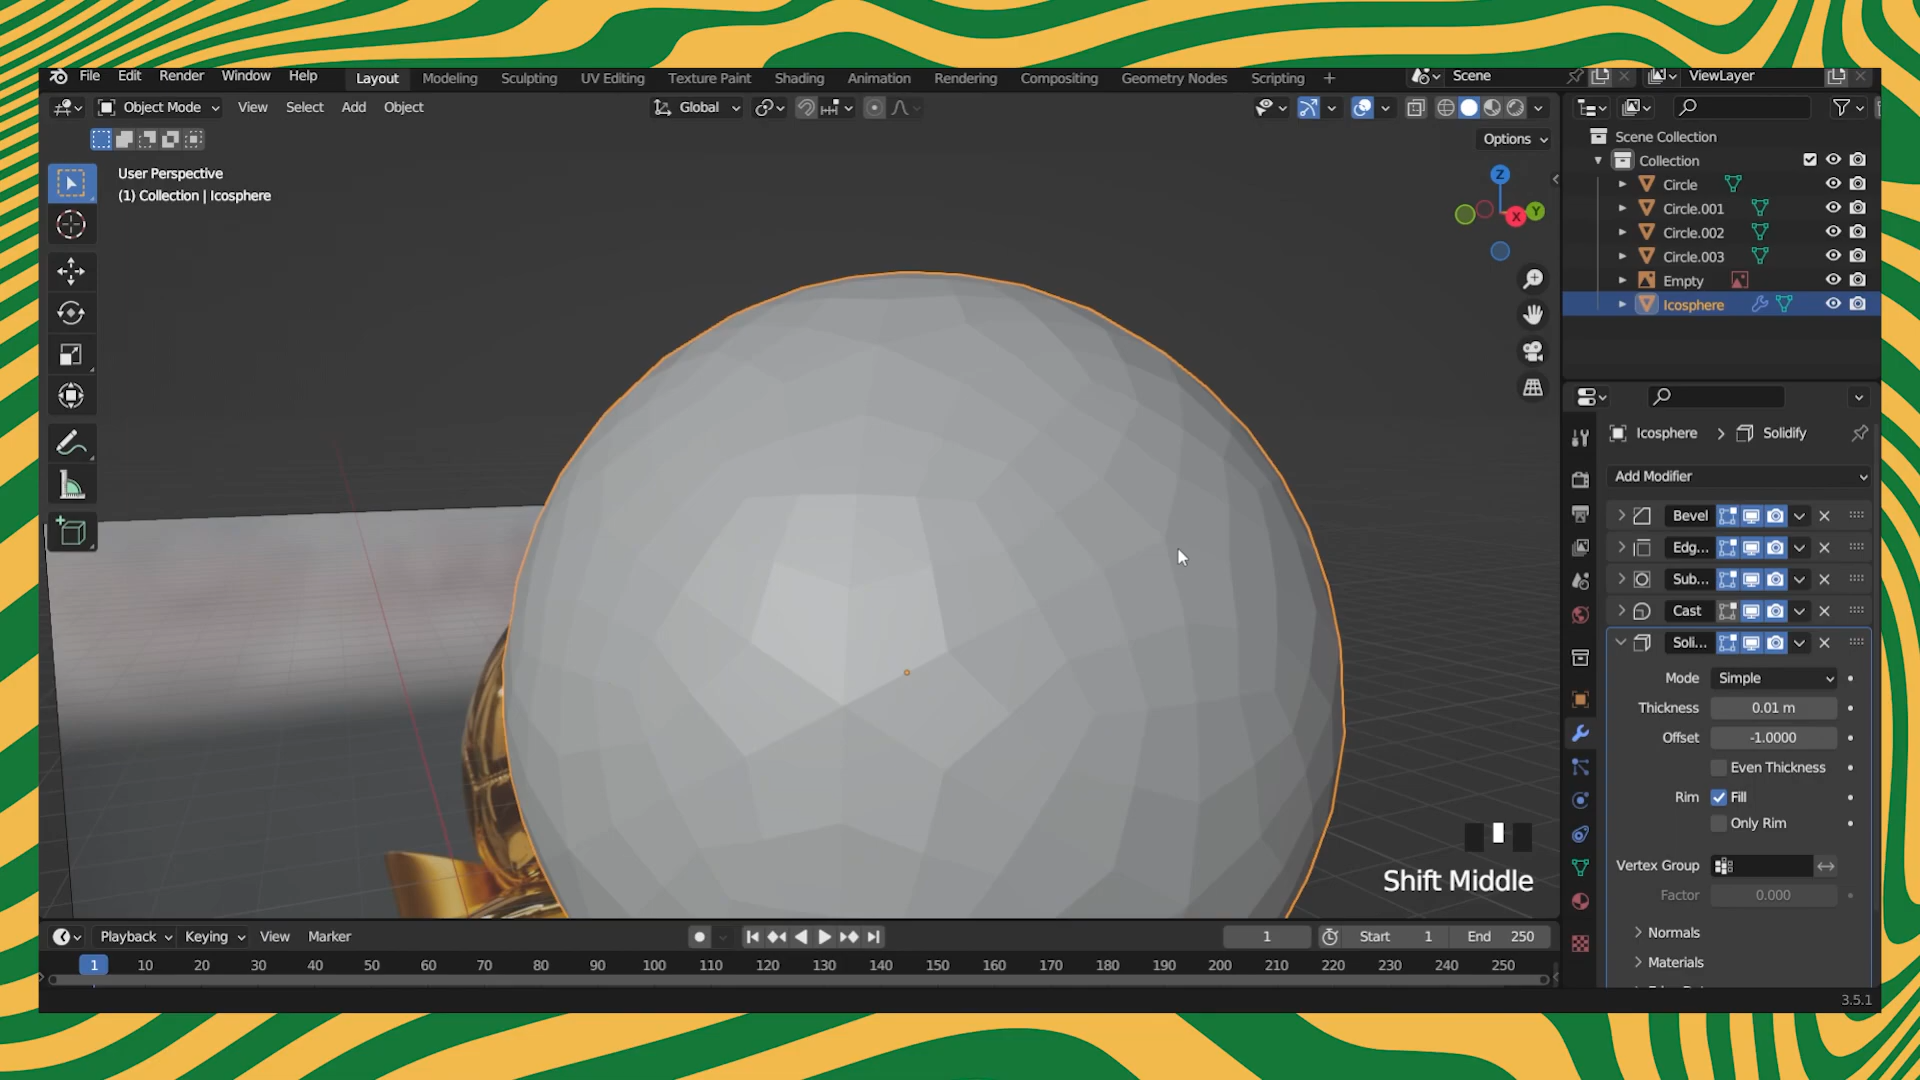 File Edit Render Window Help Layout Modeling Sculpting UV Editing Texture Paint Shading Animation Rendering Compositing Geometry Nodes Scripting + Scene ViewLayer
Object Mode View Select Add Object Global
Options
User Perspective
(1) Collection | Icosphere
Z
X
Y
Scene Collection
Collection
Circle
Circle.001
Circle.002
Circle.003
Empty
Icosphere
Icosphere > Solidify
Add Modifier
Bevel
Edg...
Sub...
Cast
Soli...
Mode Simple
Thickness 0.01 m
Offset -1.0000
Even Thickness
Rim Fill
Only Rim
Vertex Group
Factor 0.000
Normals
Materials
Shift Middle
Playback Keying View Marker 1 Start 1 End 250
1 10 20 30 40 50 60 70 80 90 100 110 120 130 140 150 160 170 180 190 200 210 220 230 240 250
3.5.1